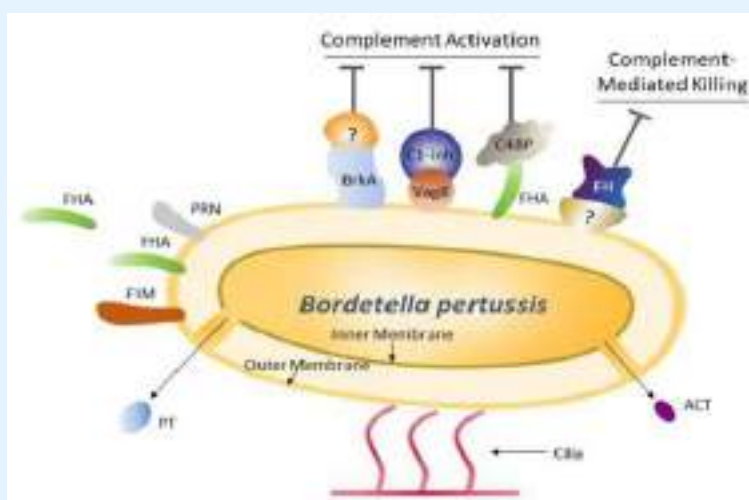 Complement Activation
Complement-
Mediated Killing
?
C1-inh
C4BP
BrkA
Vag8
FHA
FH
?
FHA
PRN
FHA
FIM
Bordetella pertussis
Inner Membrane
Outer Membrane
PT
ACT
Cilia